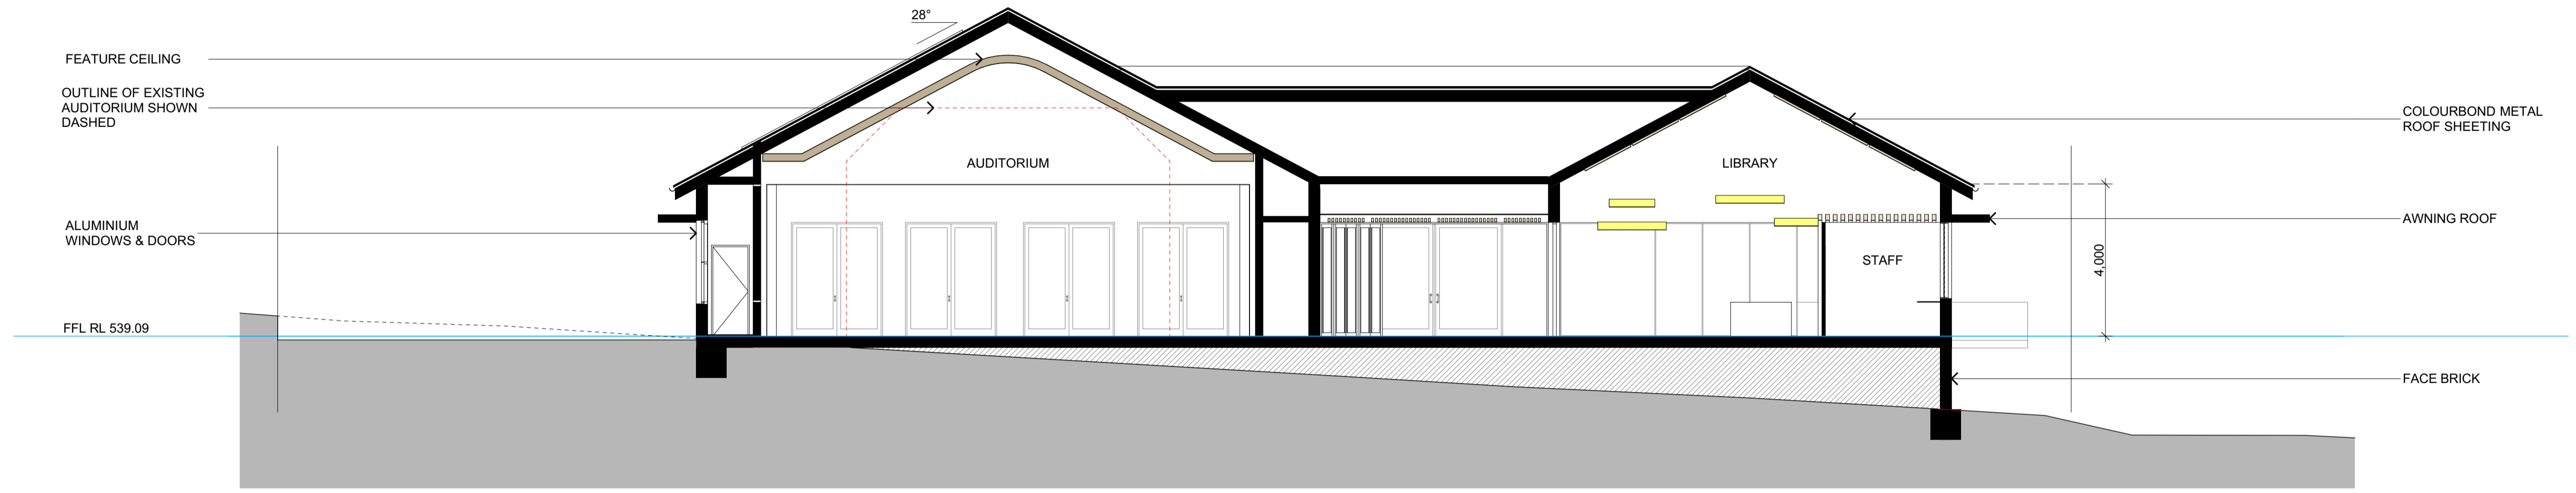 28°
FEATURE CEILING
OUTLINE OF EXISTING
AUDITORIUM SHOWN
DASHED
COLOURBOND METAL
ROOF SHEETING
AUDITORIUM
LIBRARY
ALUMINIUM
WINDOWS & DOORS
AWNING ROOF
STAFF
4,000
FFL RL 539.09
FACE BRICK